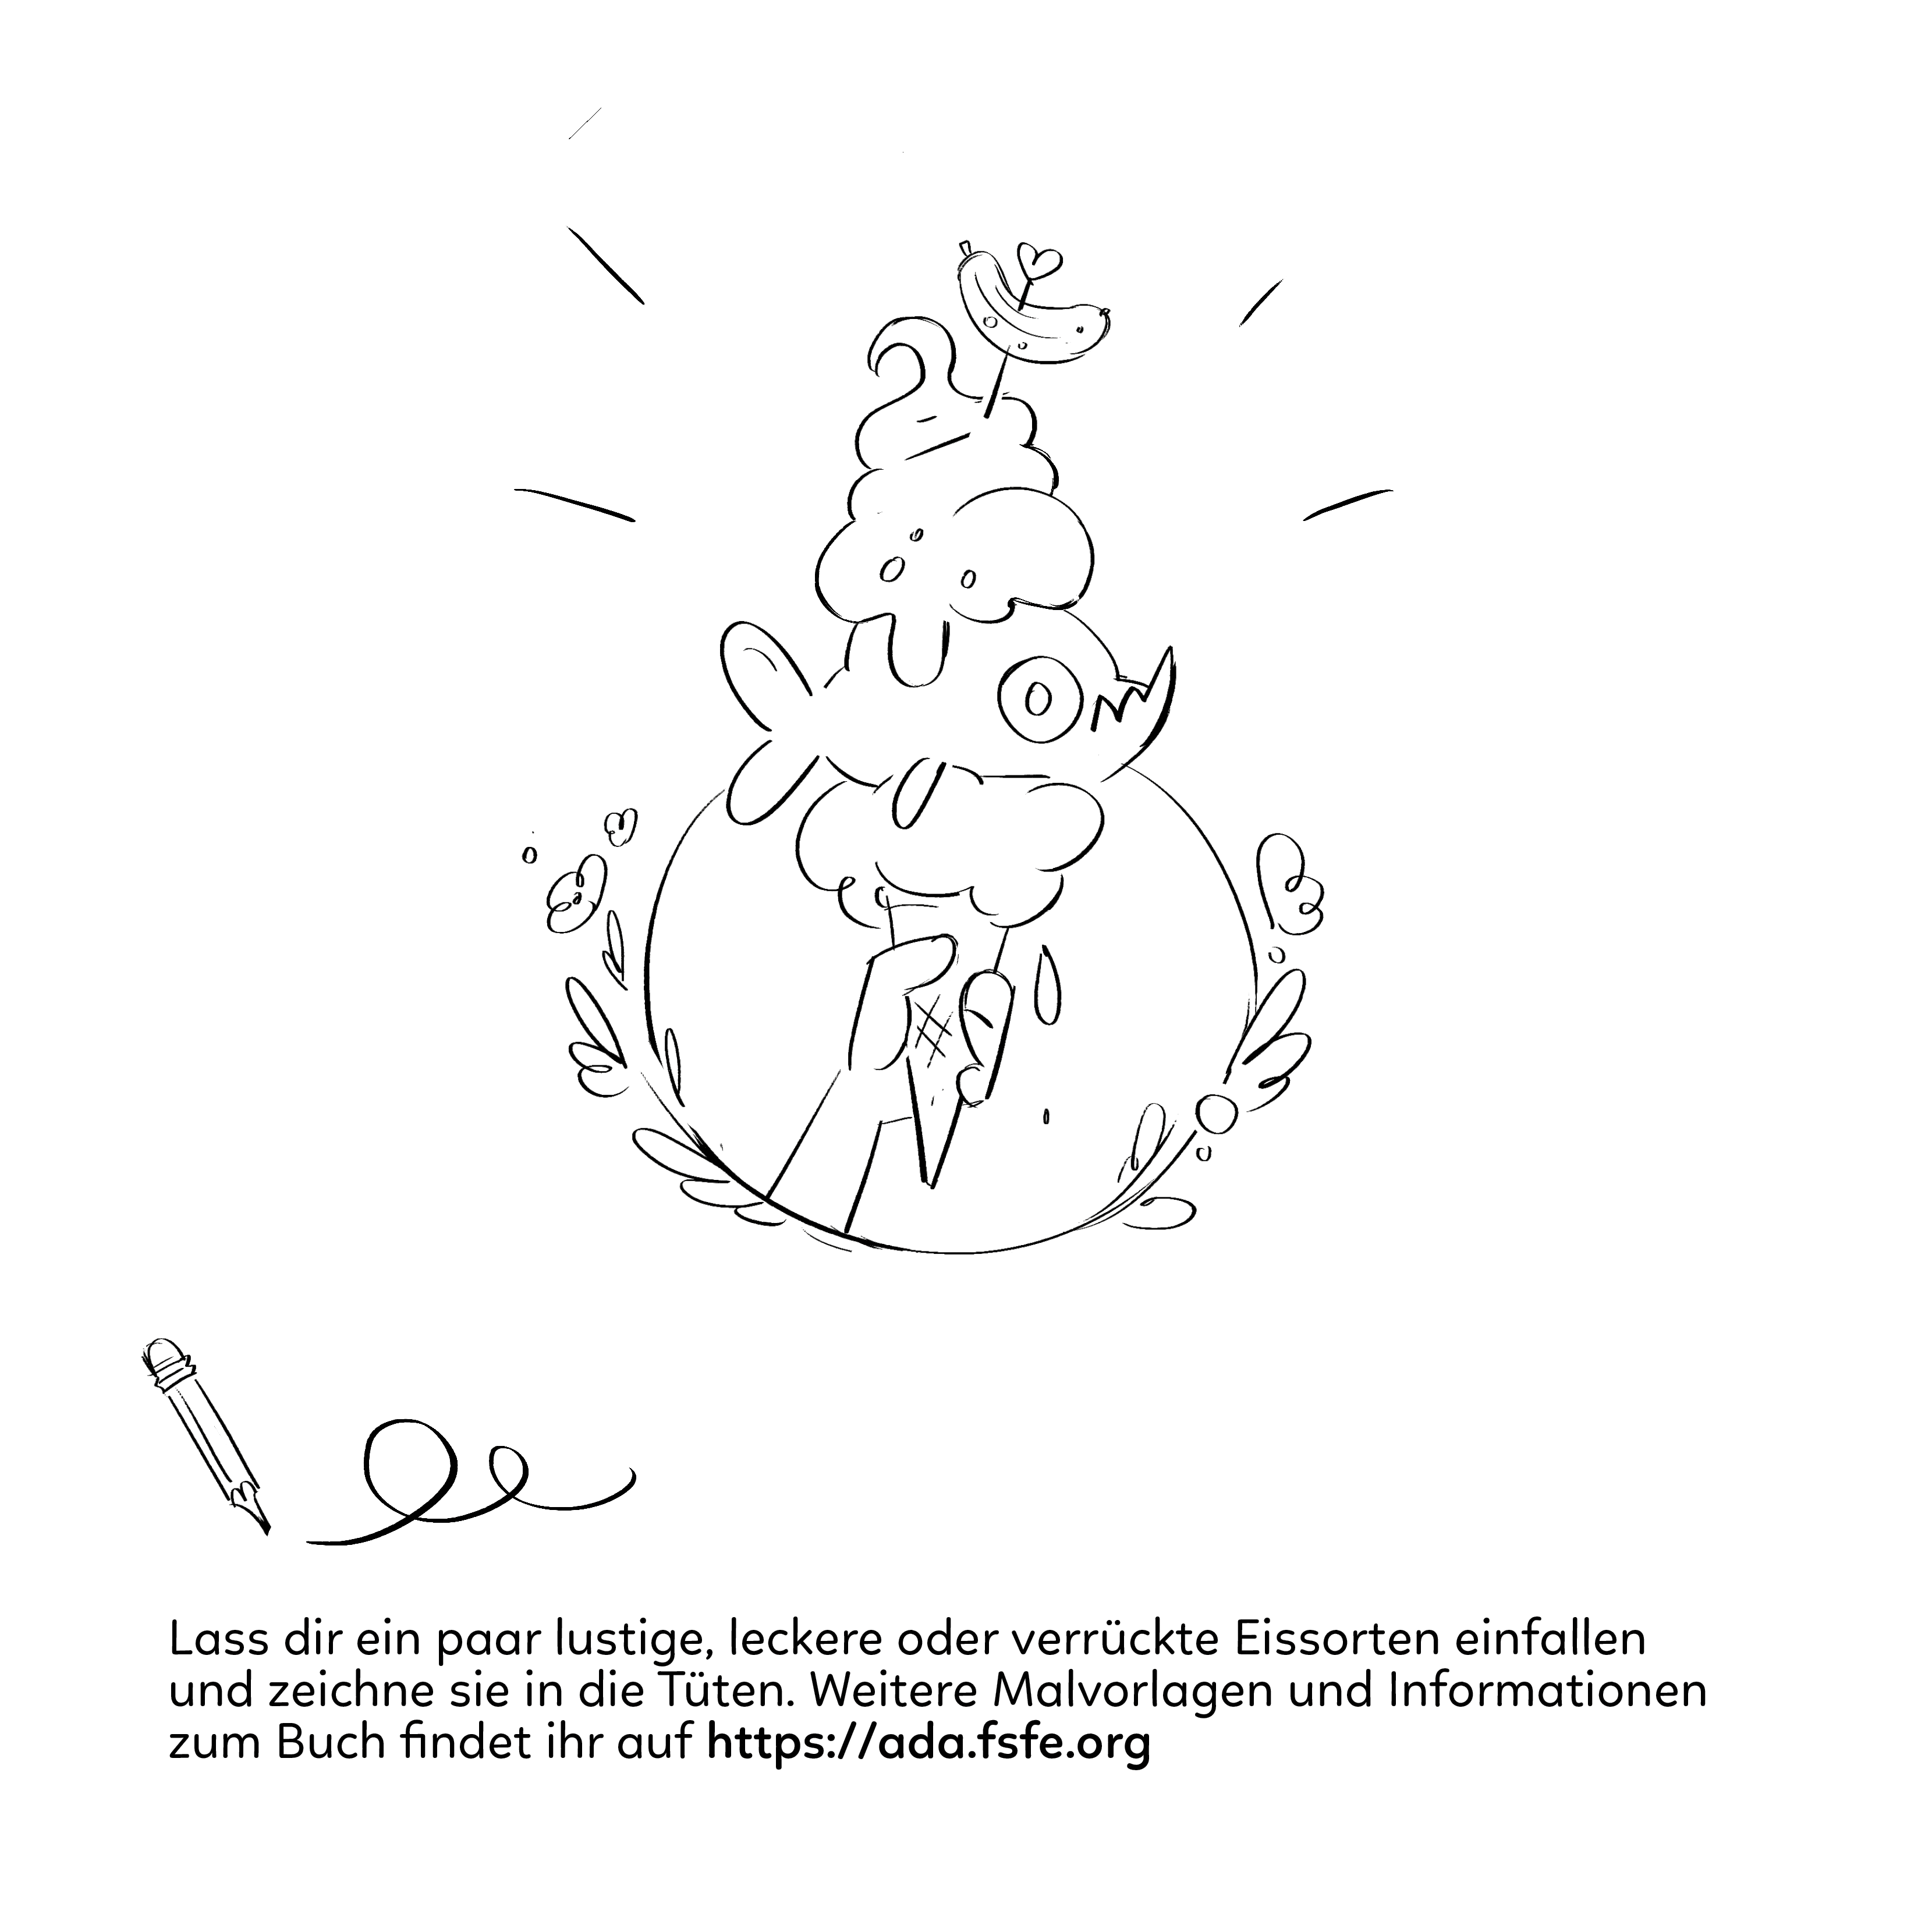 Lass dir ein paar lustige, leckere oder verrückte Eissorten einfallen
und zeichne sie in die Tüten. Weitere Malvorlagen und Informationen
zum Buch findet ihr auf https://ada.fsfe.org